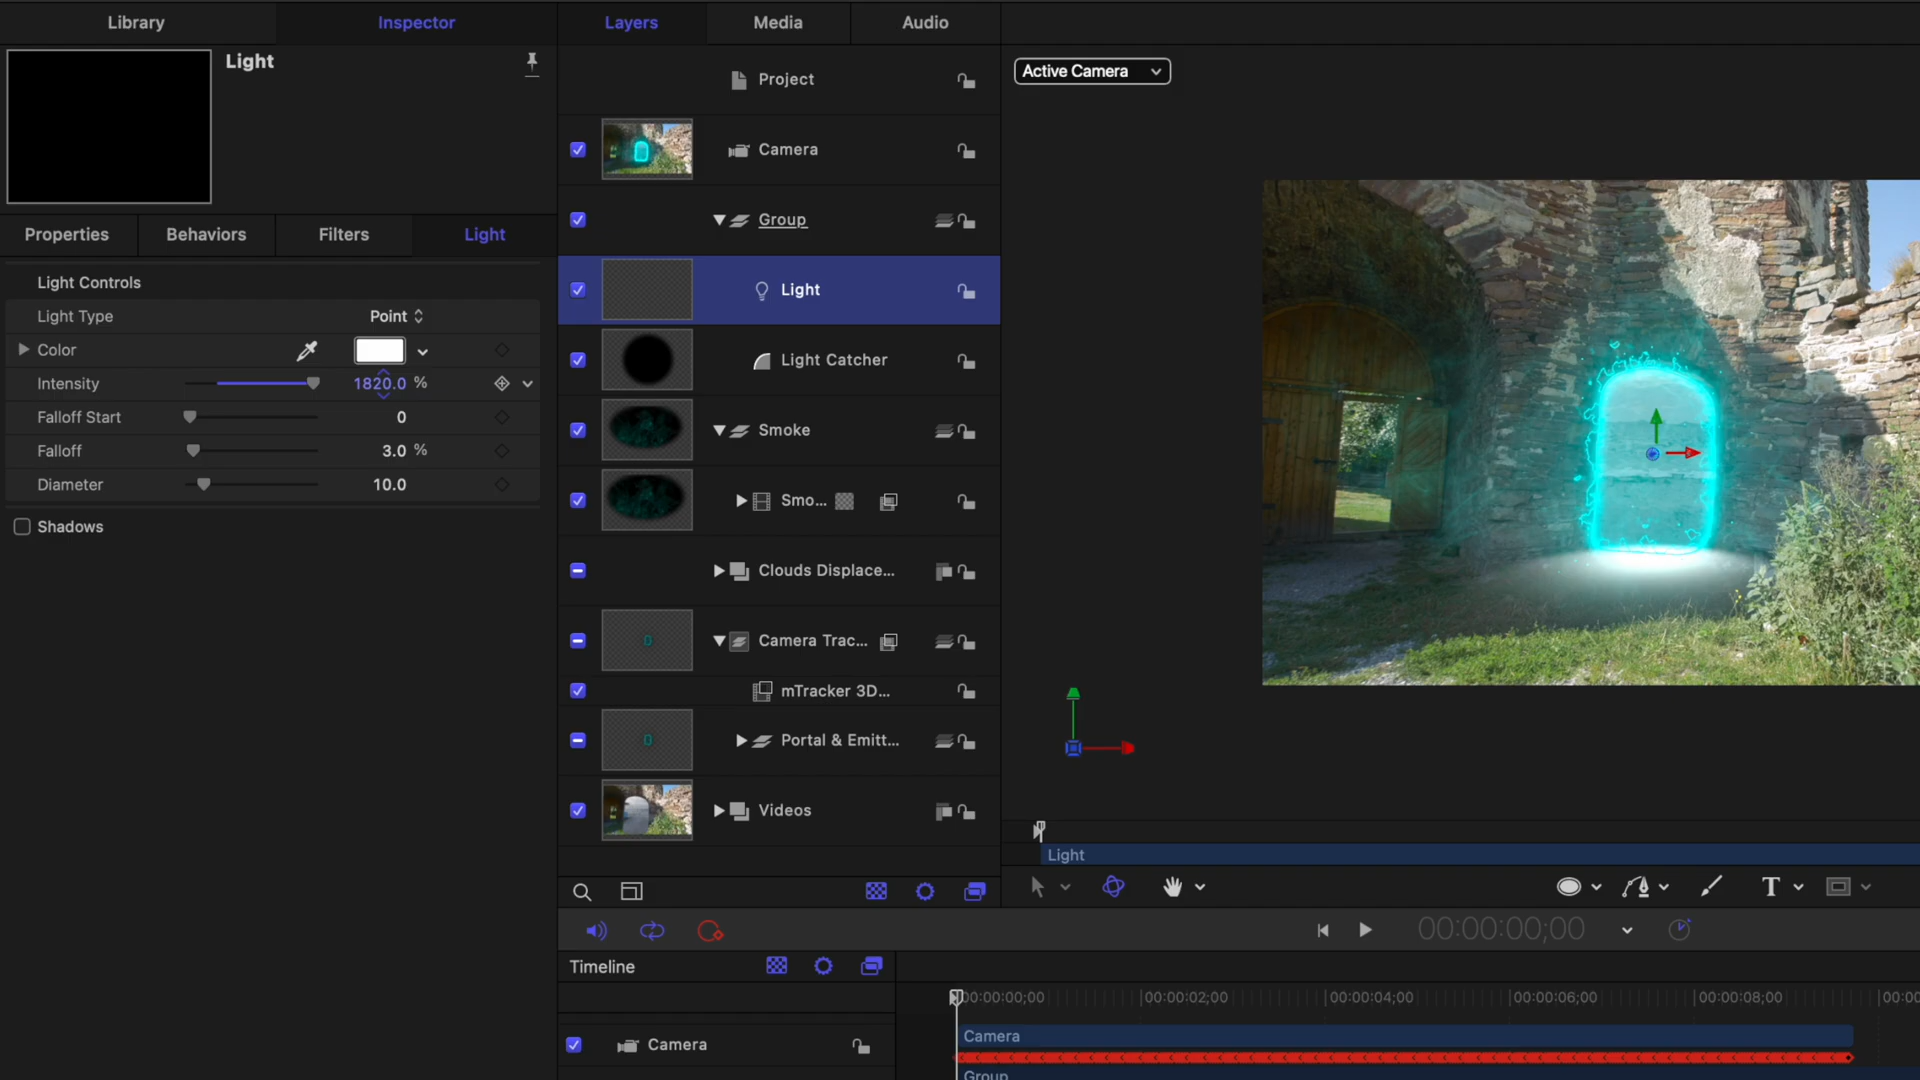 Library
Inspector
Layers
Media
Audio
Light
Active Camera
Project
Camera
Group
Properties
Behaviors
Filters
Light
Light Controls
Light
Light Type
Point
Color
Light Catcher
Intensity
1820.0 %
Falloff Start
0
Smoke
Falloff
3.0 %
Diameter
10.0
Smo...
Shadows
Clouds Displace...
Camera Trac...
mTracker 3D...
Portal & Emitt...
Videos
Light
T
00:00:00;00
Timeline
00:00:00;00
00:00:02;00
00:00:04;00
00:00:06;00
00:00:08;00
00:00
Camera
Camera
Group